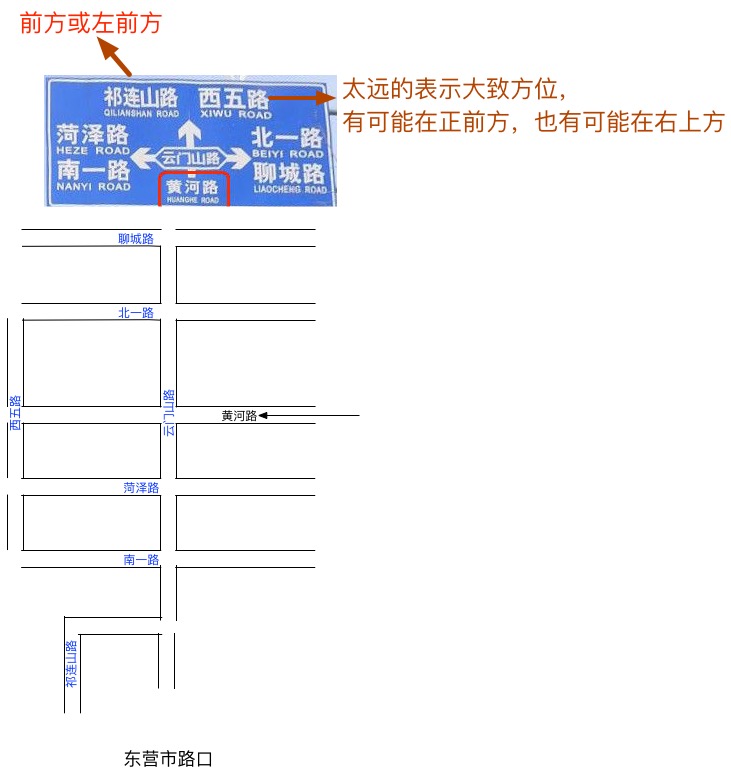 前方或左前方
祁连山路 西五路
QILIANSHAN ROAD XIWU ROAD
菏泽路 北一路
HEZE ROAD BEIYI ROAD
云门山路
南一路 聊城路
NANYI ROAD LIAOCHENG ROAD
黄河路
HUANGHE ROAD
太远的表示大致方位,
有可能在正前方，也有可能在右上方
聊城路
北一路
西五路
云门山路
黄河路
菏泽路
南一路
祁连山路
东营市路口